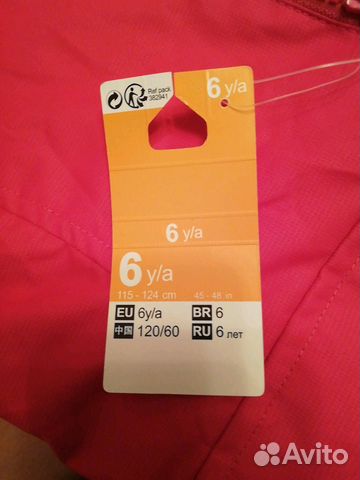 Ref pack
382941
6 y/a
6 y/a
6 y/a
115 - 124 cm 45 - 48 in
EU 6y/a BR 6
中国 120/60 RU 6 лет
Avito